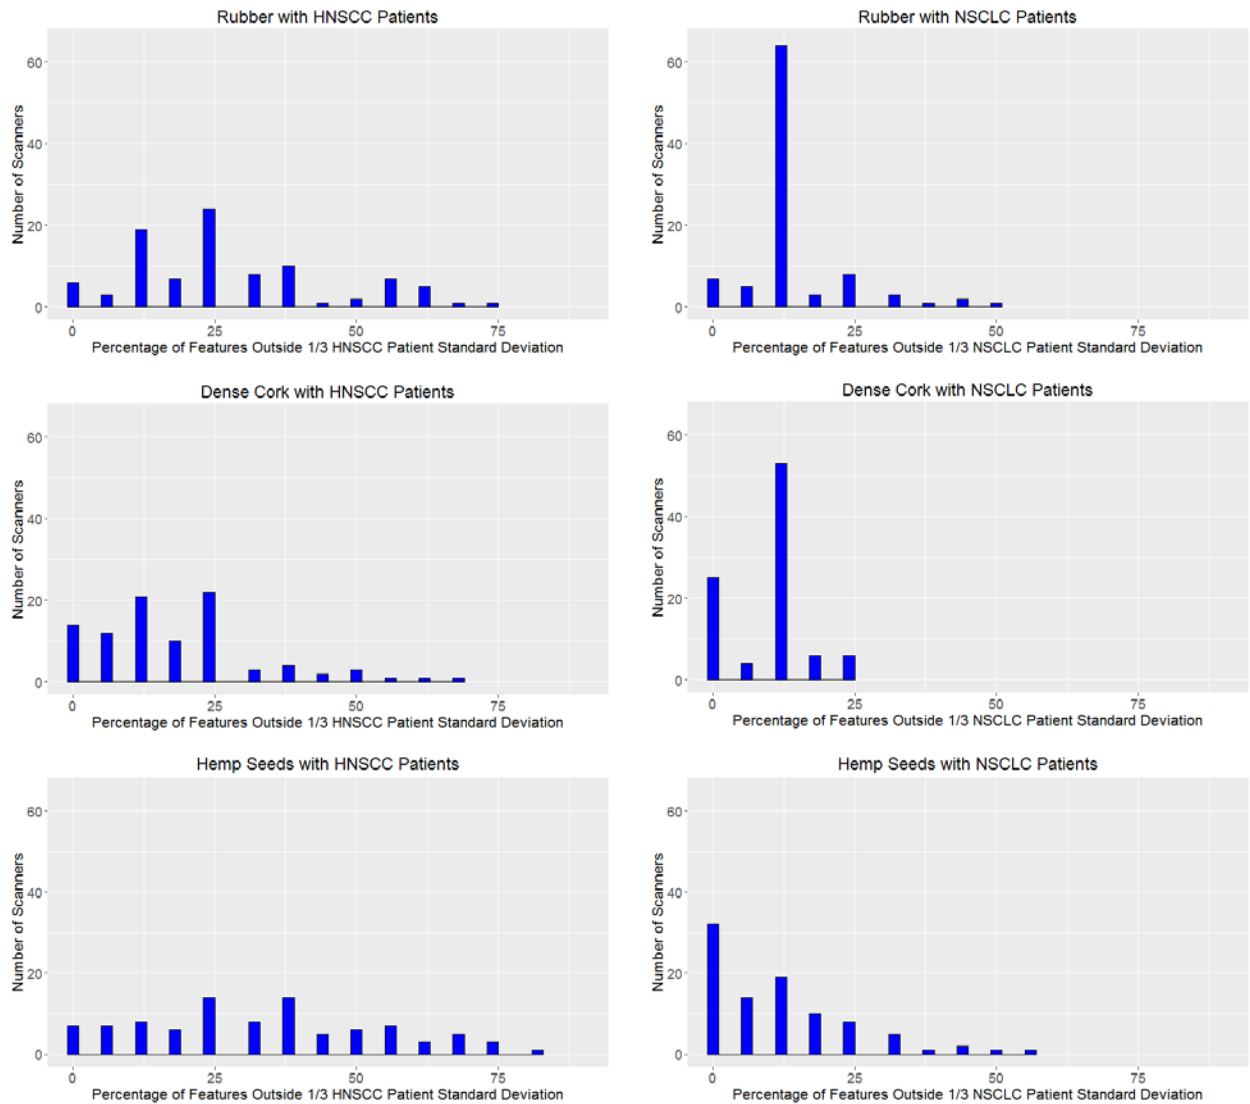 Rubber with HNSCC Patients
Number of Scanners
60
40
20
0
0 25 50 75
Percentage of Features Outside 1/3 HNSCC Patient Standard Deviation
Rubber with NSCLC Patients
Number of Scanners
60
40
20
0
0 25 50 75
Percentage of Features Outside 1/3 NSCLC Patient Standard Deviation
Dense Cork with HNSCC Patients
Number of Scanners
60
40
20
0
0 25 50 75
Percentage of Features Outside 1/3 HNSCC Patient Standard Deviation
Dense Cork with NSCLC Patients
Number of Scanners
60
40
20
0
0 25 50 75
Percentage of Features Outside 1/3 NSCLC Patient Standard Deviation
Hemp Seeds with HNSCC Patients
Number of Scanners
60
40
20
0
0 25 50 75
Percentage of Features Outside 1/3 HNSCC Patient Standard Deviation
Hemp Seeds with NSCLC Patients
Number of Scanners
60
40
20
0
0 25 50 75
Percentage of Features Outside 1/3 NSCLC Patient Standard Deviation